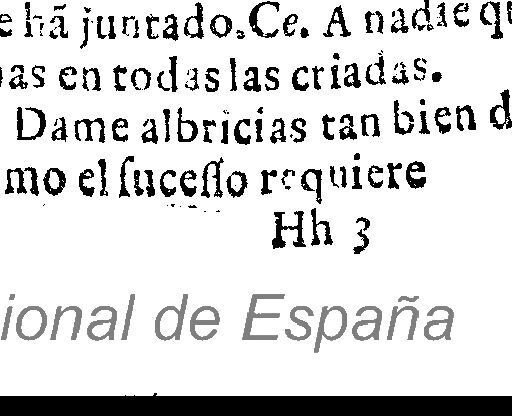 e hã juntado. Ce. A nadie qu
as en todas las criadas.
Dame albricias tan bien d
mo el ſuceſſo requiere
Hh 3
ional de España